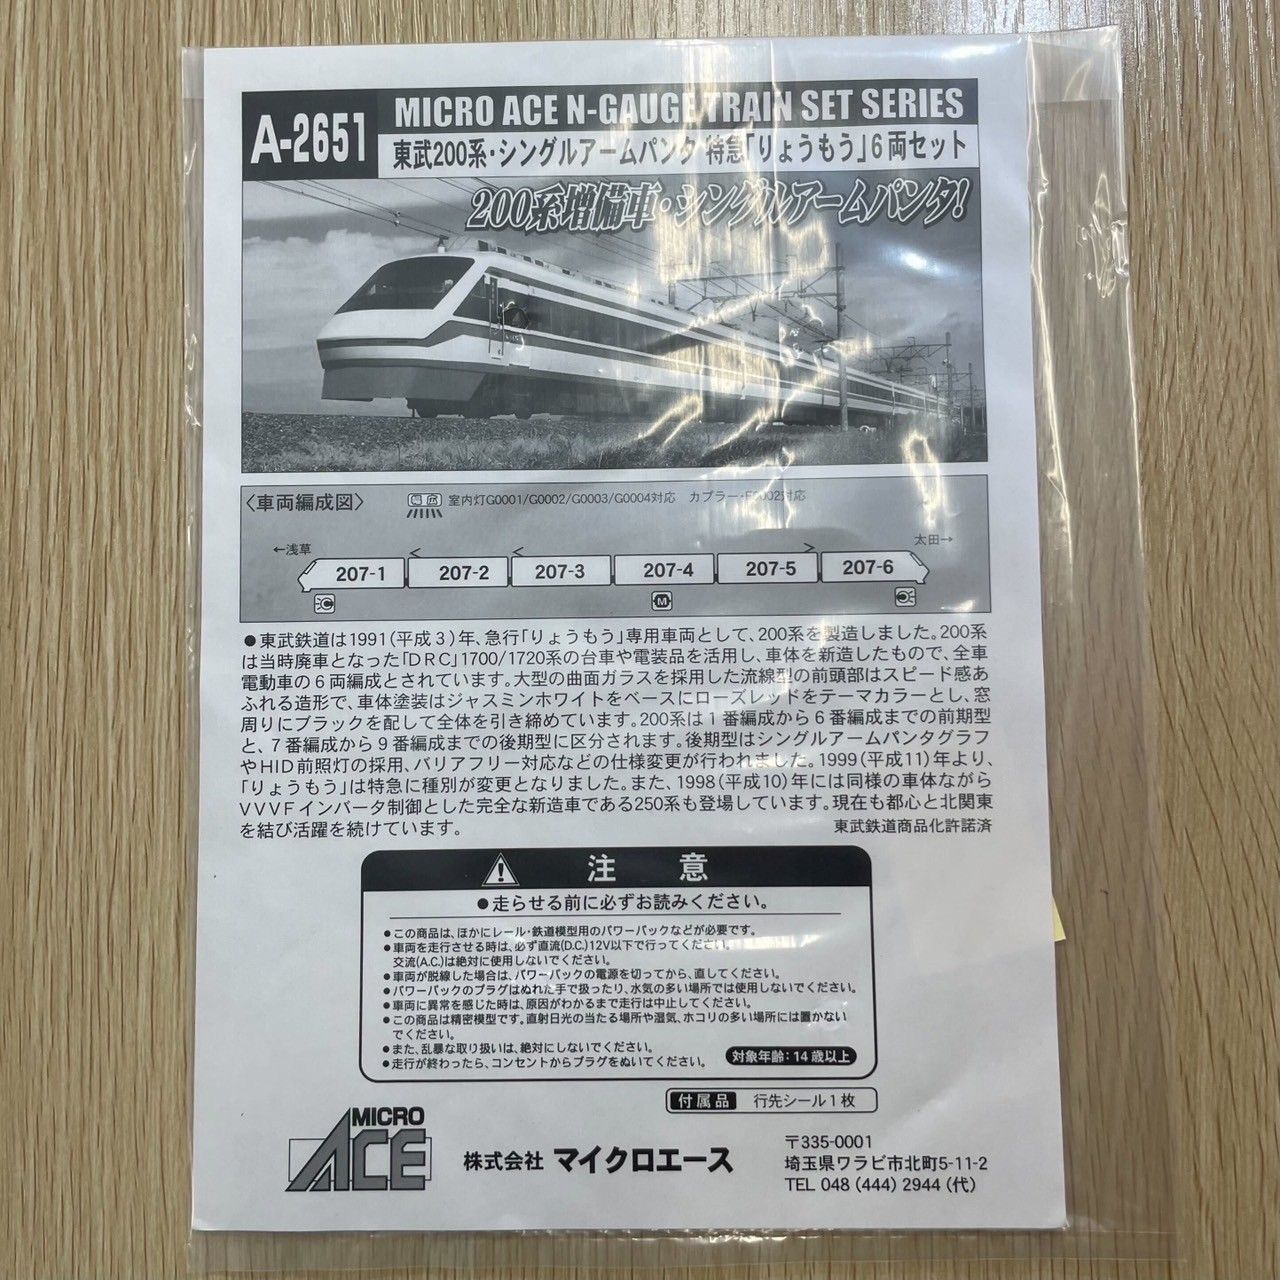 A-2651
MICRO ACE N-GAUGE TRAIN SET SERIES
東武200系・シングルアームパンタ 特急「りょうもう」6両セット
200系増備車・シングルアームパンタ!
〈車両編成図〉
室内灯G0001/G0002/G0003/G0004対応 カプラー・F0002対応
←浅草
太田→
207-1 207-2 207-3 207-4 207-5 207-6
M
●東武鉄道は1991(平成3)年、急行「りょうもう」専用車両として、200系を製造しました。200系
は当時廃車となった「DRC」1700/1720系の台車や電装品を活用し、車体を新造したもので、全車
電動車の6両編成とされています。大型の曲面ガラスを採用した流線型の前頭部はスピード感あ
ふれる造形で、車体塗装はジャスミンホワイトをベースにローズレッドをテーマカラーとし、窓
周りにブラックを配して全体を引き締めています。200系は1番編成から6番編成までの前期型
と、7番編成から9番編成までの後期型に区分されます。後期型はシングルアームパンタグラフ
やHID前照灯の採用、バリアフリー対応などの仕様変更が行われました。1999(平成11)年より、
「りょうもう」は特急に種別が変更となりました。また、1998(平成10)年には同様の車体ながら
VVVFインバータ制御とした完全な新造車である250系も登場しています。現在も都心と北関東
を結び活躍を続けています。
東武鉄道商品化許諾済
注 意
●走らせる前に必ずお読みください。
●この商品は、ほかにレール・鉄道模型用のパワーパックなどが必要です。
●車両を走行させる時は、必ず直流(D.C.)12V以下で行ってください。
交流(A.C.)は絶対に使用しないでください。
●車両が脱線した場合は、パワーパックの電源を切ってから、直してください。
●パワーパックのプラグはぬれた手で扱ったり、水気の多い場所では使用しないでください。
●車両に異常を感じた時は、原因がわかるまで走行は中止してください。
●この商品は精密模型です。直射日光の当たる場所や湿気、ホコリの多い場所には置かない
でください。
●また、乱暴な取り扱いは、絶対にしないでください。
●走行が終わったら、コンセントからプラグをぬいてください。
対象年齢:14歳以上
付属品 行先シール1枚
MICRO
ACE
株式会社 マイクロエース
〒335-0001
埼玉県ワラビ市北町5-11-2
TEL 048 (444) 2944 (代)